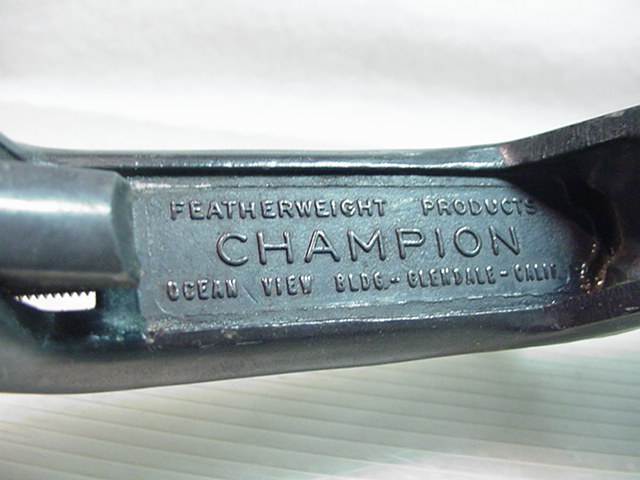 FEATHERWEIGHT PRODUCTS
CHAMPION
OCEAN VIEW BLDG.-GLENDALE-CALIF.